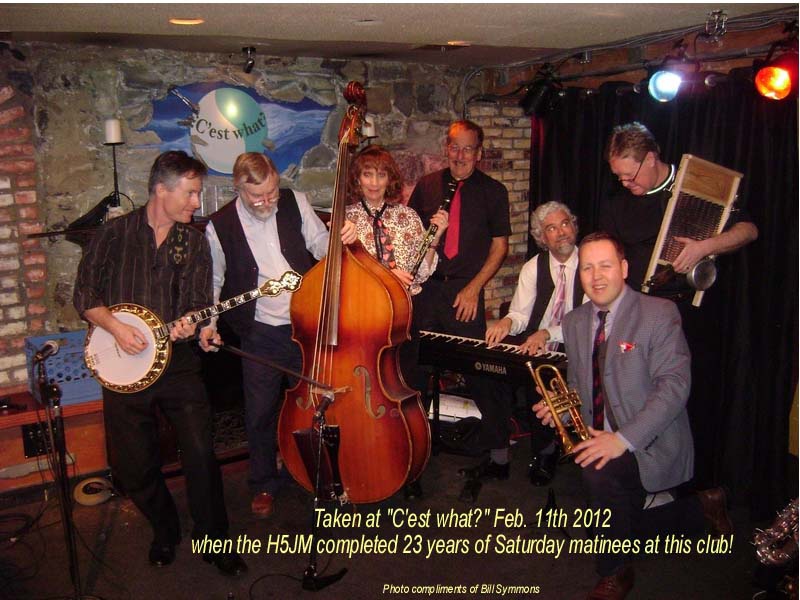 C'est what?
YAMAHA
Taken at "C'est what?" Feb. 11th 2012
when the H5JM completed 23 years of Saturday matinees at this club!
Photo compliments of Bill Symmons